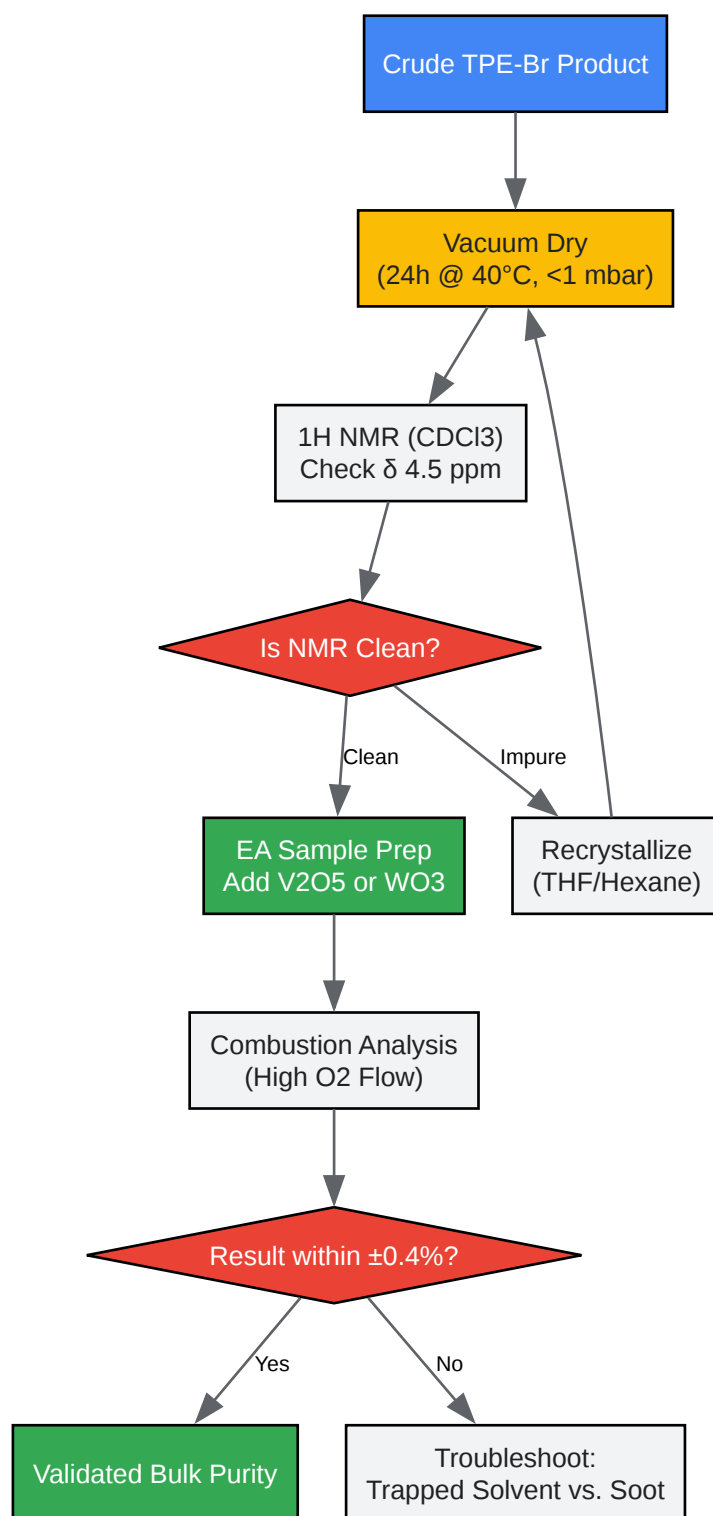 Crude TPE-Br Product
Vacuum Dry
(24h @ 40°C, <1 mbar)
1H NMR (CDCl3)
Check δ 4.5 ppm
Is NMR Clean?
Clean
Impure
EA Sample Prep
Add V2O5 or WO3
Recrystallize
(THF/Hexane)
Combustion Analysis
(High O2 Flow)
Result within ±0.4%?
Yes
No
Validated Bulk Purity
Troubleshoot:
Trapped Solvent vs. Soot